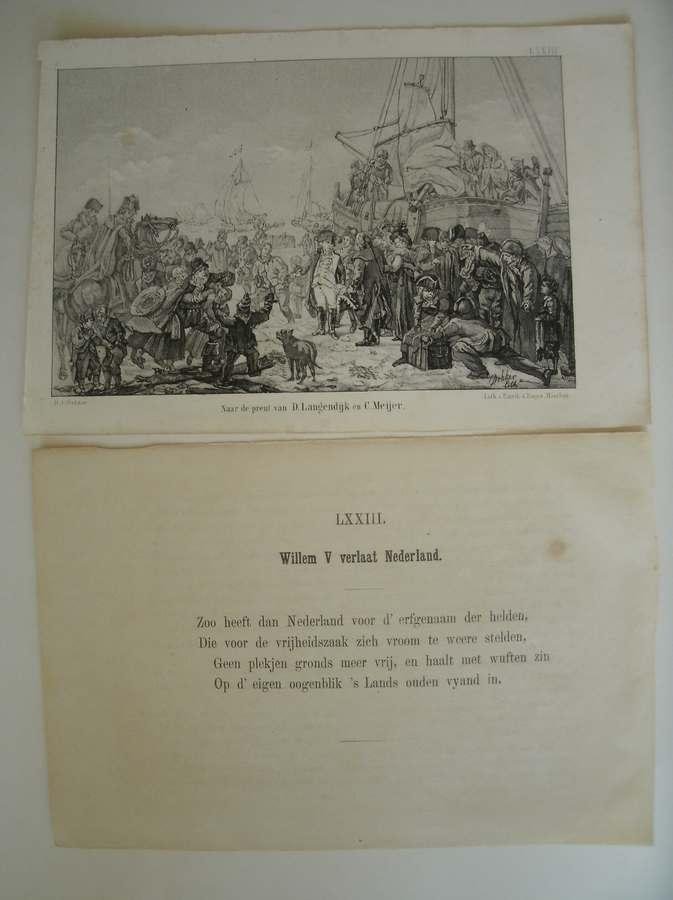 LXXIII
Naar de prent van D. Langendijk en C. Meijer.
LXXIII.
Willem V verlaat Nederland.
Zoo heeft dan Nederland voor d' erfgenaam der helden,
Die voor de vrijheidszaak zich vroom te weere stelden,
Geen plekjen gronds meer vrij, en haalt met wuften zin
Op d' eigen oogenblik 's Lands ouden vyand in.